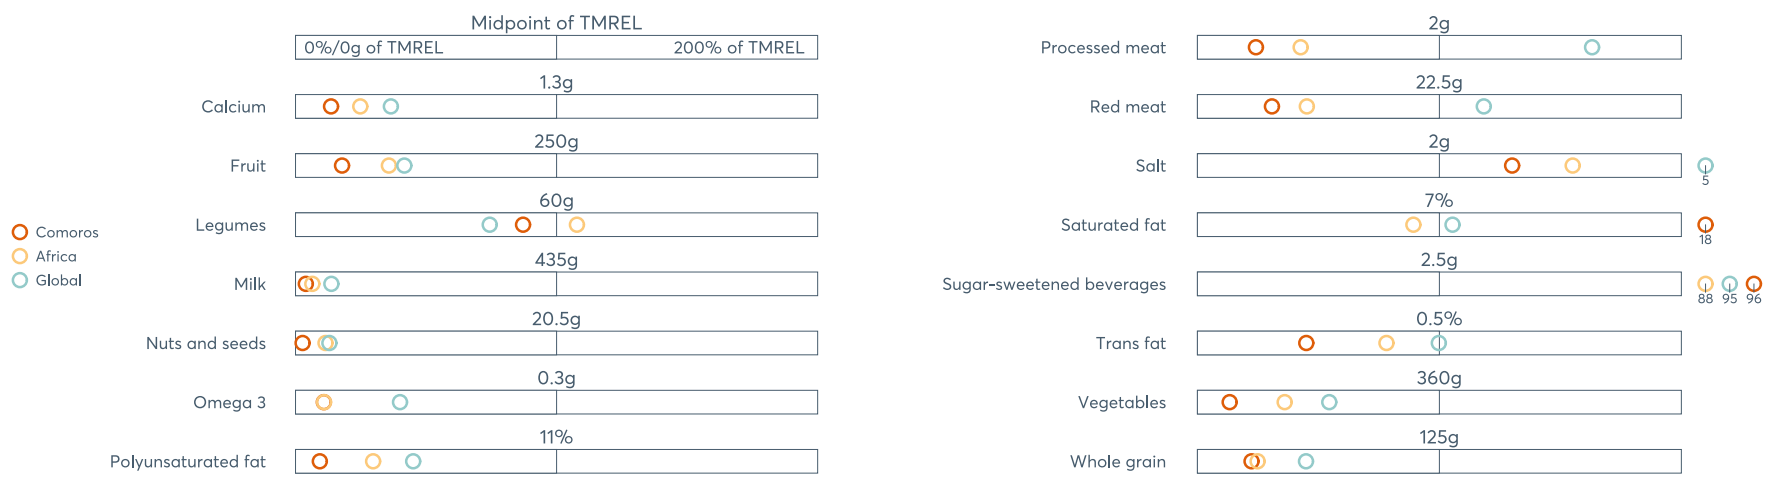 Midpoint of TMREL
0%/0g of TMREL 200% of TMREL
1.3g
Calcium
250g
Fruit
60g
Legumes
435g
Milk
20.5g
Nuts and seeds
0.3g
Omega 3
11%
Polyunsaturated fat
Comoros
Africa
Global
2g
Processed meat
22.5g
Red meat
2g
Salt
5
7%
Saturated fat
18
2.5g
Sugar-sweetened beverages
88 95 96
0.5%
Trans fat
360g
Vegetables
125g
Whole grain